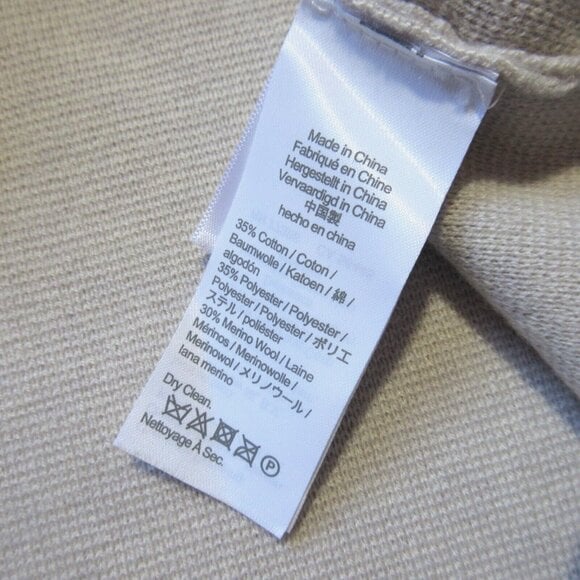 Made in China
Fabriqué en Chine
Hergestellt in China
Vervaardigd in China
中国製
hecho en china
35% Cotton / Coton /
Baumwolle / Katoen / 綿 /
algodón
35% Polyester / Polyester /
Polyester / Polyester / ポリエ
ステル / poliéster
30% Merino Wool / Laine
Mérinos / Merinowolle /
Merinowol / メリノウール /
lana merino
Dry Clean.
P
Nettoyage À Sec.